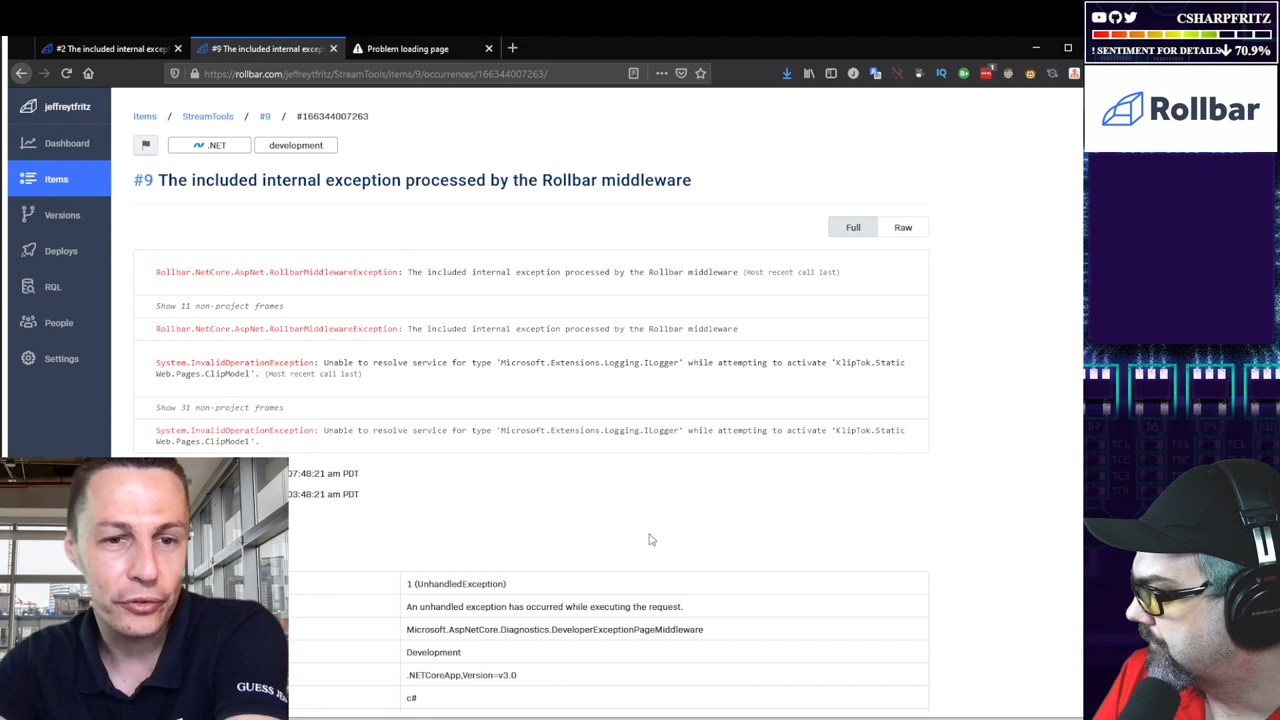 #2 The included internal excep
#9 The included internal excep
Problem loading page
https://rollbar.com/jeffreytfritz/StreamTools/items/9/occurrences/166344007263/
CSHARPFRITZ
! SENTIMENT FOR DETAILS 70.9%
Rollbar
jeffreytfritz
Dashboard
Items
Versions
Deploys
RQL
People
Settings
Items / StreamTools / #9 / #166344007263
.NET
development
#9 The included internal exception processed by the Rollbar middleware
Full
Raw
Rollbar.NetCore.AspNet.RollbarMiddlewareException: The included internal exception processed by the Rollbar middleware (Most recent call last)
Show 11 non-project frames
Rollbar.NetCore.AspNet.RollbarMiddlewareException: The included internal exception processed by the Rollbar middleware
System.InvalidOperationException: Unable to resolve service for type 'Microsoft.Extensions.Logging.ILogger' while attempting to activate 'KlipTok.Static
Web.Pages.ClipModel'. (Most recent call last)
Show 31 non-project frames
System.InvalidOperationException: Unable to resolve service for type 'Microsoft.Extensions.Logging.ILogger' while attempting to activate 'KlipTok.Static
Web.Pages.ClipModel'.
07:48:21 am PDT
03:48:21 am PDT
1 (UnhandledException)
An unhandled exception has occurred while executing the request.
Microsoft.AspNetCore.Diagnostics.DeveloperExceptionPageMiddleware
Development
.NETCoreApp,Version=v3.0
c#
GUESS